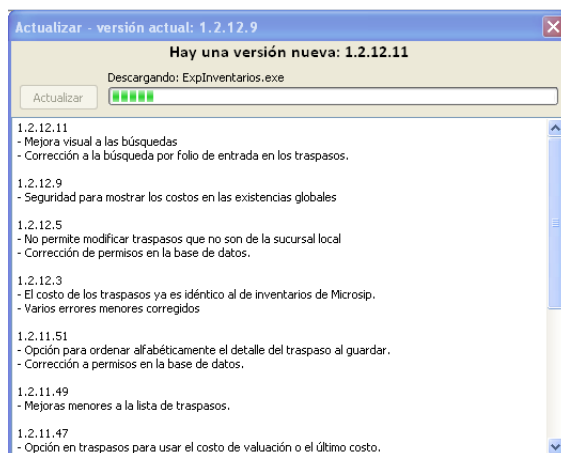 Actualizar - versión actual: 1.2.12.9
Hay una versión nueva: 1.2.12.11
Descargando: ExpInventarios.exe
Actualizar
1.2.12.11
- Mejora visual a las búsquedas
- Corrección a la búsqueda por folio de entrada en los traspasos.
1.2.12.9
- Seguridad para mostrar los costos en las existencias globales
1.2.12.5
- No permite modificar traspasos que no son de la sucursal local
- Corrección de permisos en la base de datos.
1.2.12.3
- El costo de los traspasos ya es idéntico al de inventarios de Microsip.
- Varios errores menores corregidos
1.2.11.51
- Opción para ordenar alfabéticamente el detalle del traspaso al guardar.
- Corrección a permisos en la base de datos.
1.2.11.49
- Mejoras menores a la lista de traspasos.
1.2.11.47
- Opción en traspasos para usar el costo de valuación o el último costo.